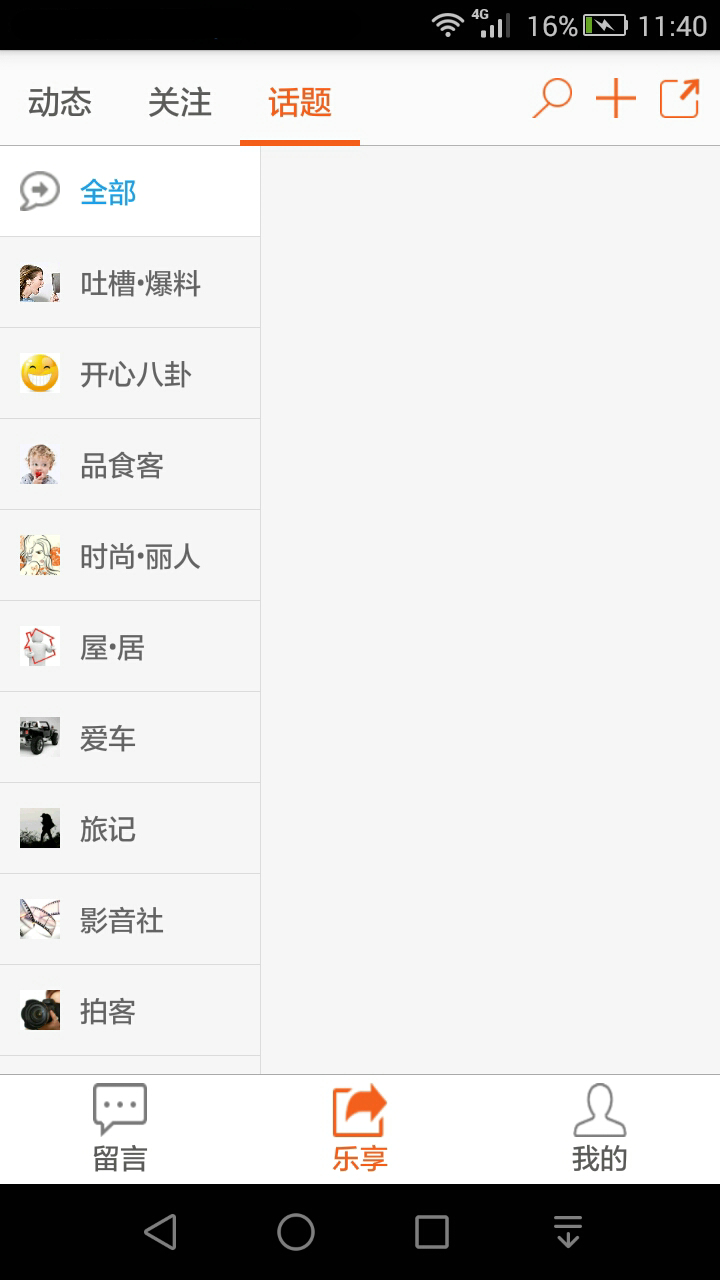 4G 16% 11:40
动态 关注 话题
全部
吐槽•爆料
开心八卦
品食客
时尚•丽人
屋•居
爱车
旅记
影音社
拍客
留言 乐享 我的